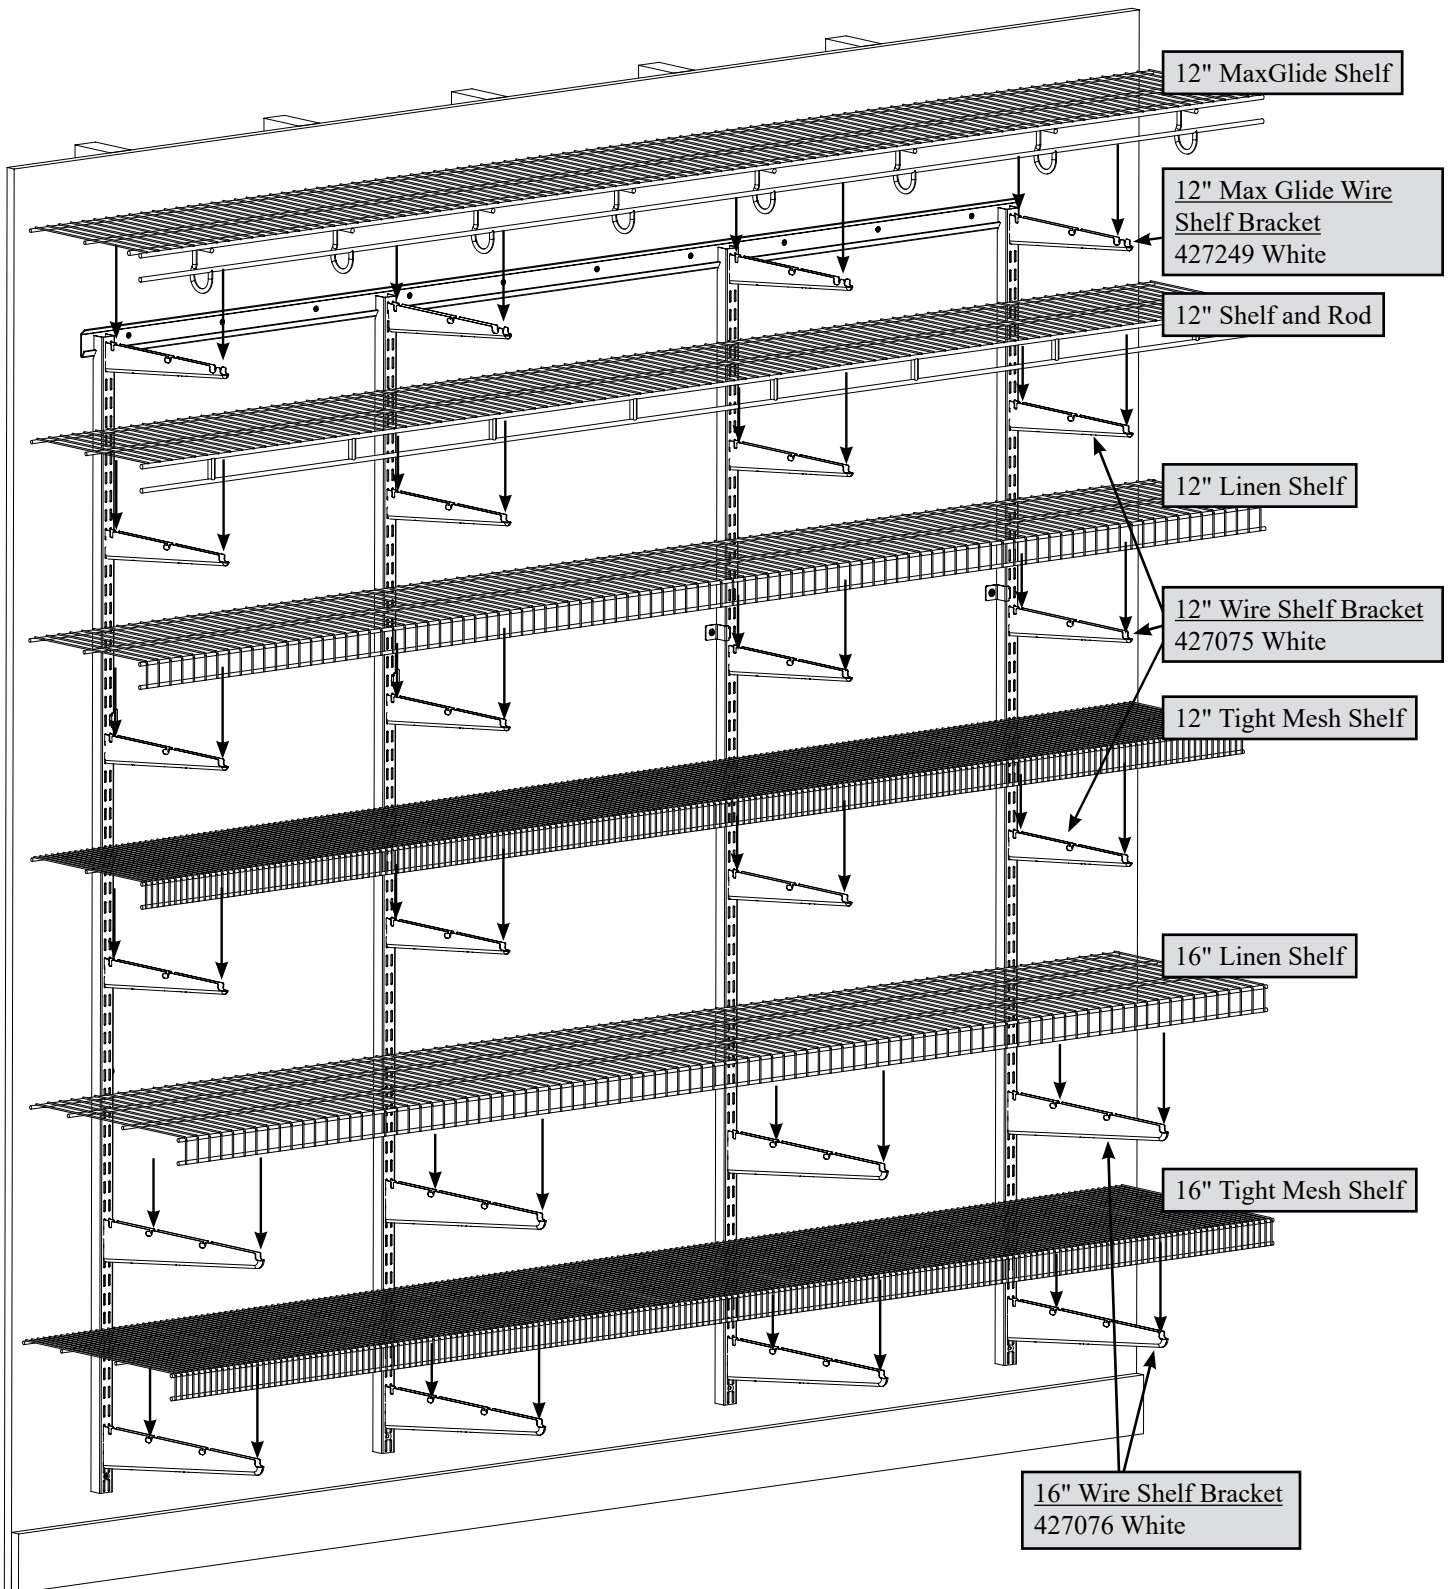 12" MaxGlide Shelf
12" Max Glide Wire
Shelf Bracket
427249 White
12" Shelf and Rod
12" Linen Shelf
12" Wire Shelf Bracket
427075 White
12" Tight Mesh Shelf
16" Linen Shelf
16" Tight Mesh Shelf
16" Wire Shelf Bracket
427076 White